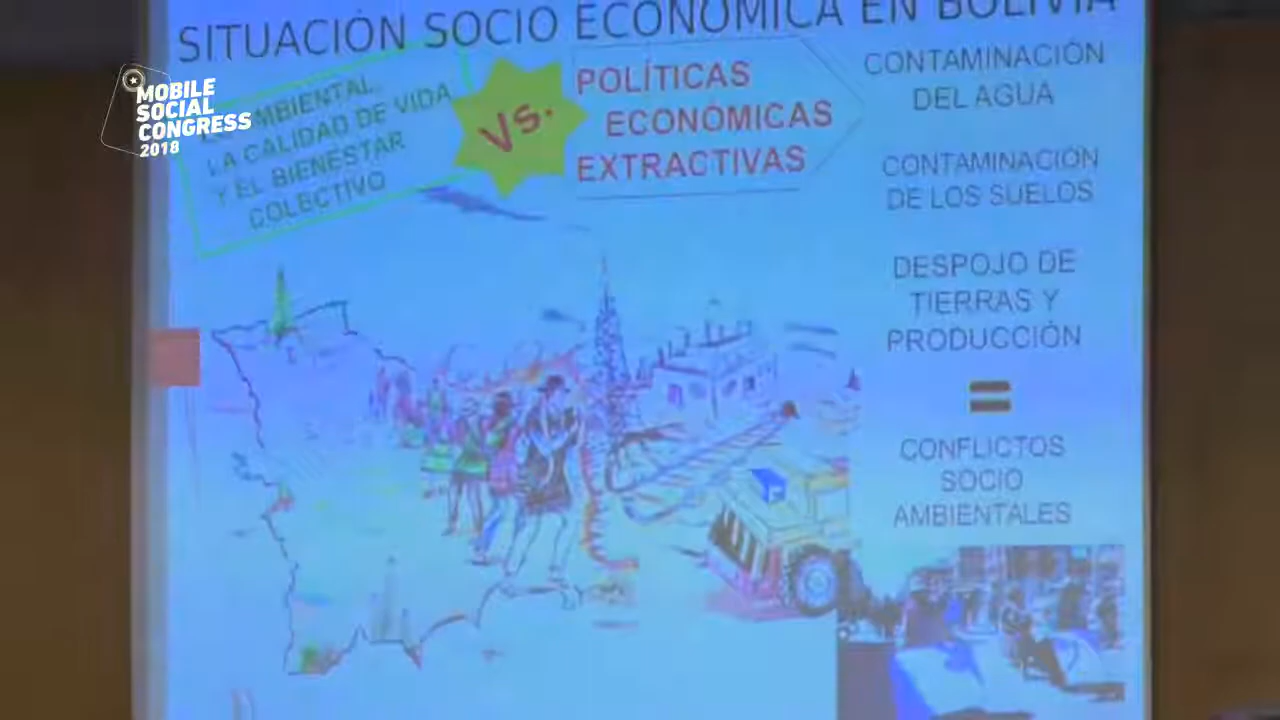 SITUACIÓN SOCIO ECONÓMICA EN BOLIVIA
MOBILE
SOCIAL
CONGRESS
2018
AMBIENTAL,
LA CALIDAD DE VIDA
Y EL BIENESTAR
COLECTIVO
Vs.
POLÍTICAS
ECONÓMICAS
EXTRACTIVAS
CONTAMINACIÓN
DEL AGUA
CONTAMINACIÓN
DE LOS SUELOS
DESPOJO DE
TIERRAS Y
PRODUCCIÓN
=
CONFLICTOS
SOCIO
AMBIENTALES